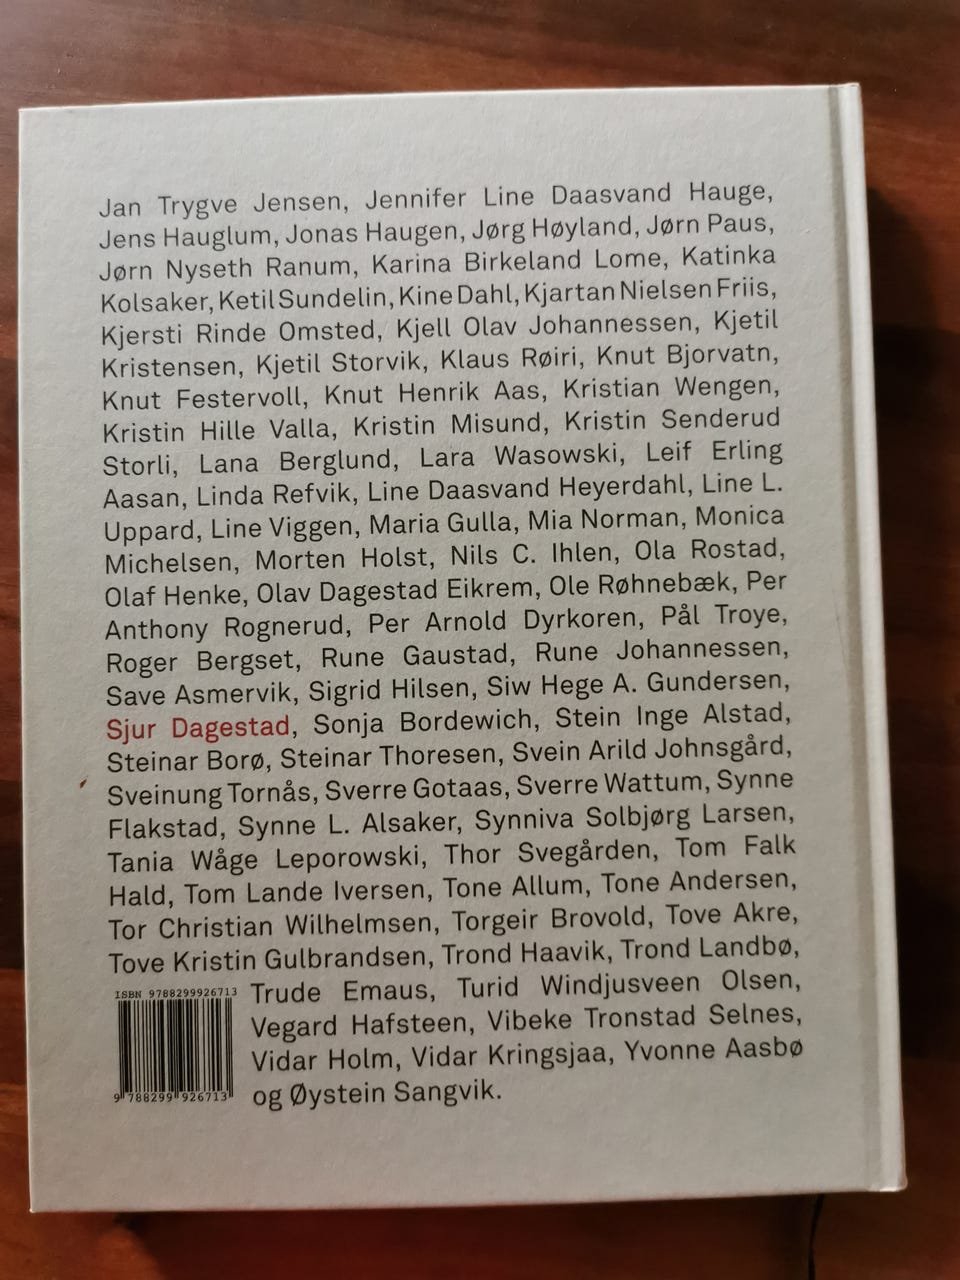 Jan Trygve Jensen, Jennifer Line Daasvand Hauge,
Jens Hauglum, Jonas Haugen, Jørg Høyland, Jørn Paus,
Jørn Nyseth Ranum, Karina Birkeland Lome, Katinka
Kolsaker, Ketil Sundelin, Kine Dahl, Kjartan Nielsen Friis,
Kjersti Rinde Omsted, Kjell Olav Johannessen, Kjetil
Kristensen, Kjetil Storvik, Klaus Røiri, Knut Bjorvatn,
Knut Festervoll, Knut Henrik Aas, Kristian Wengen,
Kristin Hille Valla, Kristin Misund, Kristin Senderud
Storli, Lana Berglund, Lara Wasowski, Leif Erling
Aasan, Linda Refvik, Line Daasvand Heyerdahl, Line L.
Uppard, Line Viggen, Maria Gulla, Mia Norman, Monica
Michelsen, Morten Holst, Nils C. Ihlen, Ola Rostad,
Olaf Henke, Olav Dagestad Eikrem, Ole Røhnebæk, Per
Anthony Rognerud, Per Arnold Dyrkoren, Pål Troye,
Roger Bergset, Rune Gaustad, Rune Johannessen,
Save Asmervik, Sigrid Hilsen, Siw Hege A. Gundersen,
Sjur Dagestad, Sonja Bordewich, Stein Inge Alstad,
Steinar Borø, Steinar Thoresen, Svein Arild Johnsgård,
Sveinung Tornås, Sverre Gotaas, Sverre Wattum, Synne
Flakstad, Synne L. Alsaker, Synniva Solbjørg Larsen,
Tania Wåge Leporowski, Thor Svegården, Tom Falk
Hald, Tom Lande Iversen, Tone Allum, Tone Andersen,
Tor Christian Wilhelmsen, Torgeir Brovold, Tove Akre,
Tove Kristin Gulbrandsen, Trond Haavik, Trond Landbø,
Trude Emaus, Turid Windjusveen Olsen,
Vegard Hafsteen, Vibeke Tronstad Selnes,
Vidar Holm, Vidar Kringsjaa, Yvonne Aasbø
og Øystein Sangvik.
ISBN 9788299926713
9 788299 926713